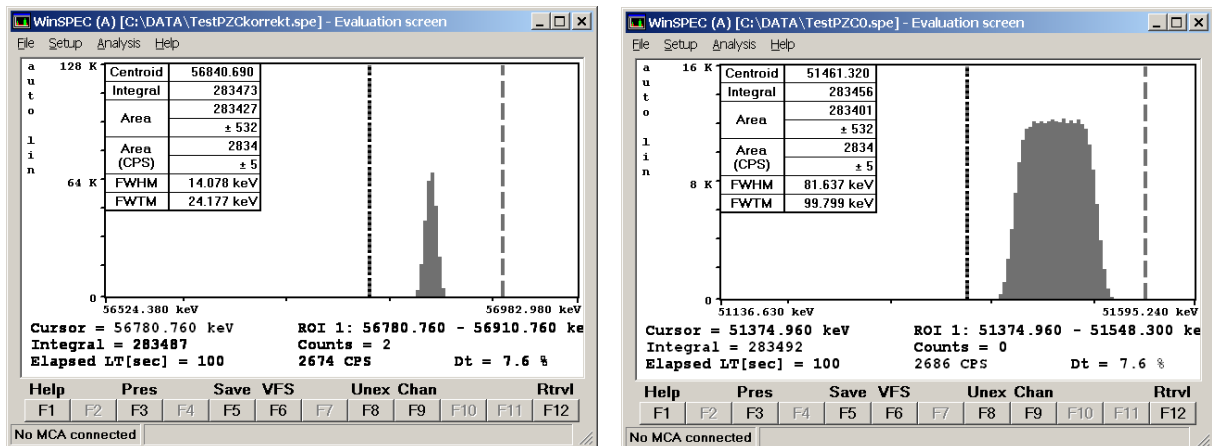 WinSPEC (A) [C:\DATA\TestPZCkorrekt.spe] - Evaluation screen
File Setup Analysis Help
auto lin
128 K
64 K
0
Centroid 56840.690
Integral 283473
Area 283427
± 532
Area (CPS) 2834
± 5
FWHM 14.078 keV
FWTM 24.177 keV
56524.380 keV 56982.980 keV
Cursor = 56780.760 keV ROI 1: 56780.760 - 56910.760 ke
Integral = 283487 Counts = 2
Elapsed LT[sec] = 100 2674 CPS Dt = 7.6 %
Help Pres Save VFS Unex Chan Rtrvl
F1 F2 F3 F4 F5 F6 F7 F8 F9 F10 F11 F12
No MCA connected
WinSPEC (A) [C:\DATA\TestPZC0.spe] - Evaluation screen
File Setup Analysis Help
auto lin
16 K
8 K
0
Centroid 51461.320
Integral 283456
Area 283401
± 532
Area (CPS) 2834
± 5
FWHM 81.637 keV
FWTM 99.799 keV
51136.630 keV 51595.240 keV
Cursor = 51374.960 keV ROI 1: 51374.960 - 51548.300 ke
Integral = 283492 Counts = 0
Elapsed LT[sec] = 100 2686 CPS Dt = 7.6 %
Help Pres Save VFS Unex Chan Rtrvl
F1 F2 F3 F4 F5 F6 F7 F8 F9 F10 F11 F12
No MCA connected